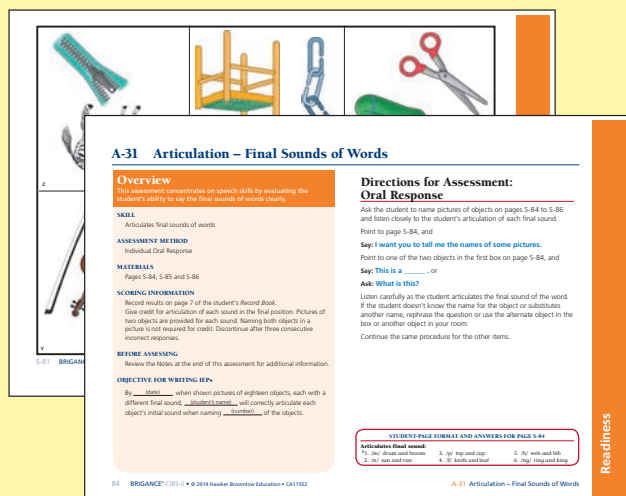 z
v
S-81 BRIGANC
A-31 Articulation – Final Sounds of Words
Overview
This assessment concentrates on speech skills by evaluating the
student's ability to say the final sounds of words clearly.
SKILL
Articulates final sounds of words
ASSESSMENT METHOD
Individual Oral Response
MATERIALS
Pages S-84, S-85 and S-86
SCORING INFORMATION
Record results on page 7 of the student's Record Book.
Give credit for articulation of each sound in the final position. Pictures of
two objects are provided for each sound. Naming both objects in a
picture is not required for credit. Discontinue after three consecutive
incorrect responses.
BEFORE ASSESSING
Review the Notes at the end of this assessment for additional information.
OBJECTIVE FOR WRITING IEPs
By (date), when shown pictures of eighteen objects, each with a
different final sound, (student's name) will correctly articulate each
object's initial sound when naming (number) of the objects.
Directions for Assessment:
Oral Response
Ask the student to name pictures of objects on pages S-84 to S-86
and listen closely to the student's articulation of each final sound.
Point to page S-84, and
Say: I want you to tell me the names of some pictures.
Point to one of the two objects in the first box on page S-84, and
Say: This is a ______ . or
Ask: What is this?
Listen carefully as the student articulates the final sound of the word.
If the student doesn't know the name for the object or substitutes
another name, rephrase the question or use the alternate object in the
box or another object in your room.
Continue the same procedure for the other items.
STUDENT-PAGE FORMAT AND ANSWERS FOR PAGE S-84
Articulates final sound:
1. /m/ drum and broom 3. /p/ top and cup 5. /b/ web and bib
2. /n/ sun and van 4. /f/ knife and leaf 6. /ng/ ring and king
84 BRIGANCE® CIBS-II • © 2014 Hawker Brownlow Education • CA11552
A-31 Articulation – Final Sounds of Words
Readiness